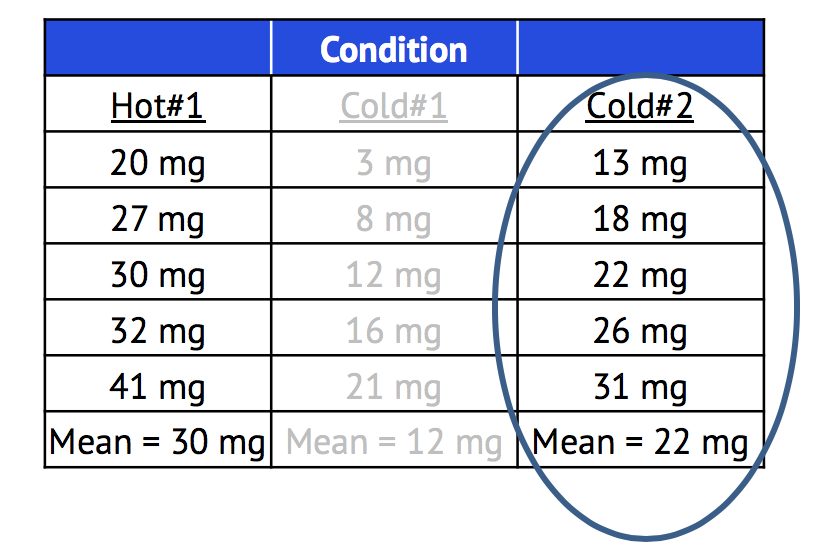 Condition
Hot#1 Cold#1 Cold#2
20 mg 3 mg 13 mg
27 mg 8 mg 18 mg
30 mg 12 mg 22 mg
32 mg 16 mg 26 mg
41 mg 21 mg 31 mg
Mean = 30 mg Mean = 12 mg Mean = 22 mg